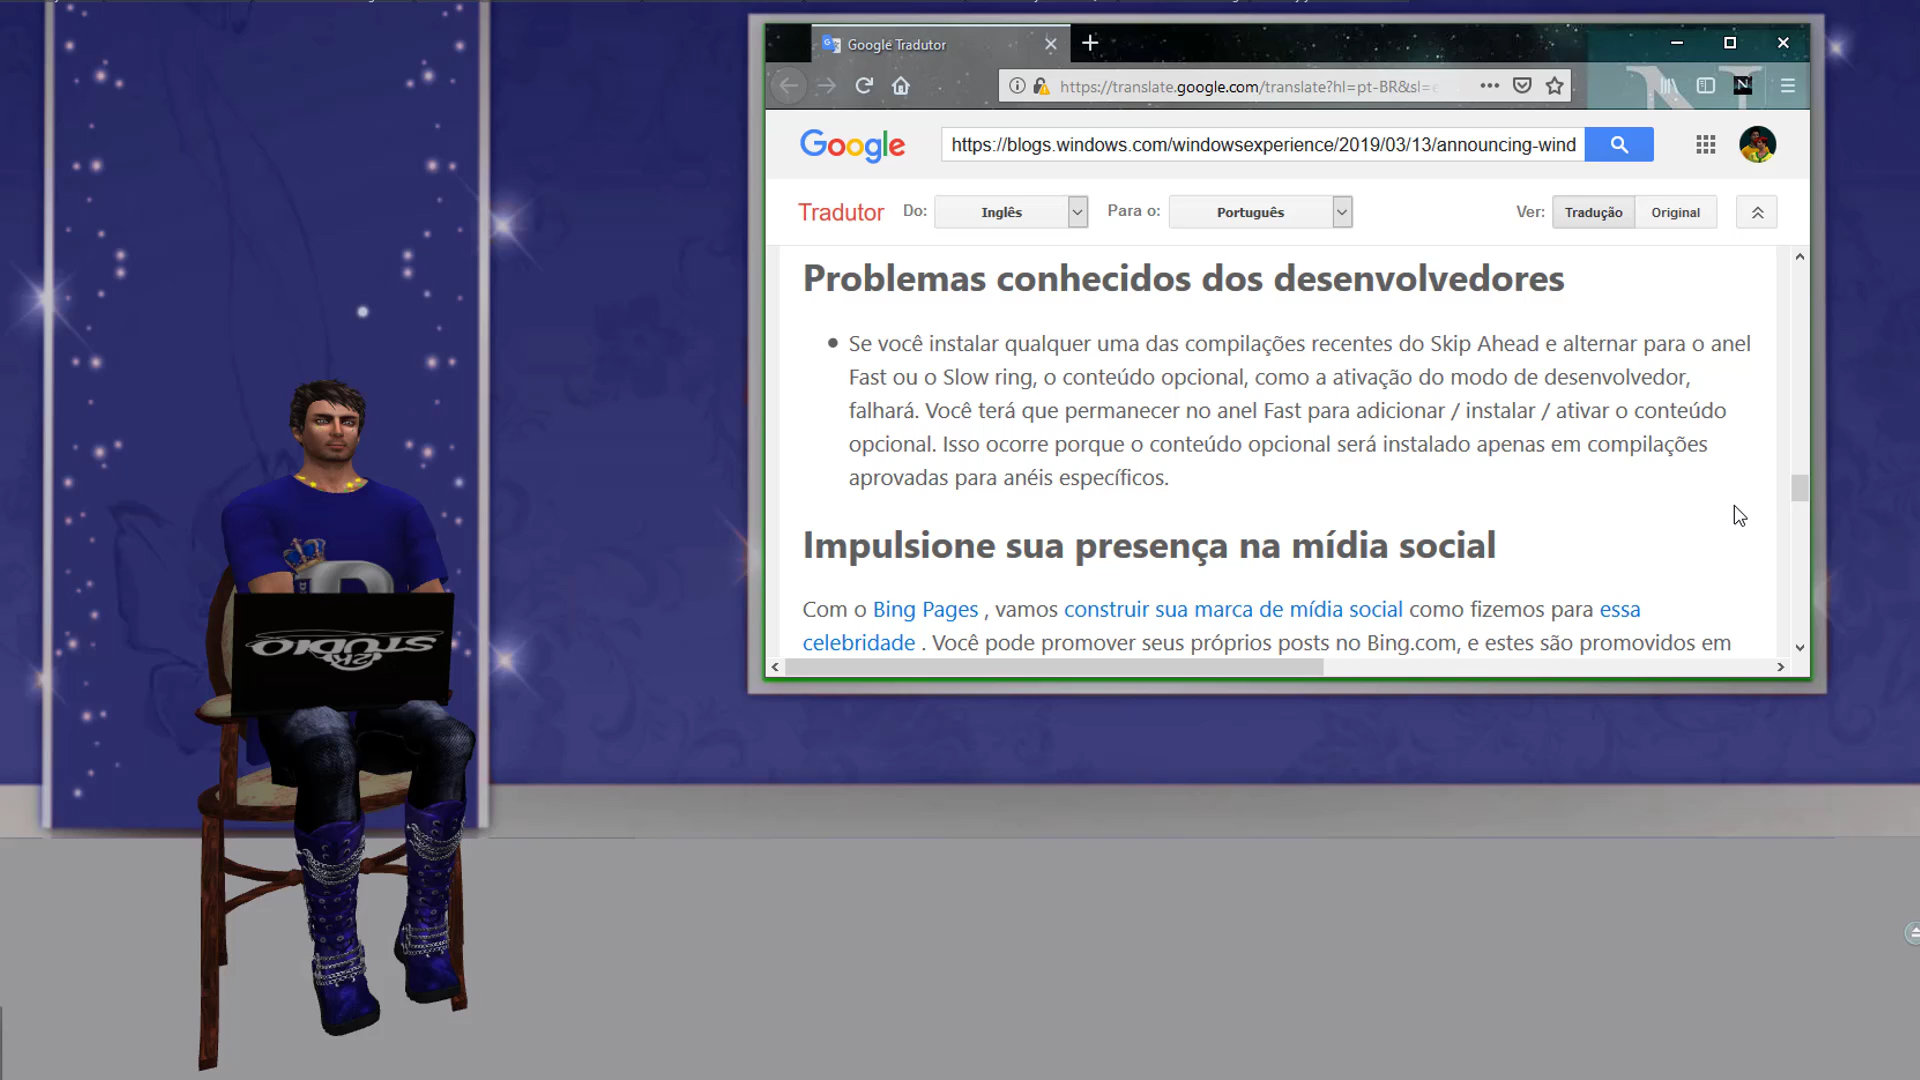 Google Tradutor
https://translate.google.com/translate?hl=pt-BR&sl=
N
Google
https://blogs.windows.com/windowsexperience/2019/03/13/announcing-wind
Tradutor Do: Inglês Para o: Português Ver: Tradução Original
Problemas conhecidos dos desenvolvedores
Se você instalar qualquer uma das compilações recentes do Skip Ahead e alternar para o anel
Fast ou o Slow ring, o conteúdo opcional, como a ativação do modo de desenvolvedor,
falhará. Você terá que permanecer no anel Fast para adicionar / instalar / ativar o conteúdo
opcional. Isso ocorre porque o conteúdo opcional será instalado apenas em compilações
aprovadas para anéis específicos.
Impulsione sua presença na mídia social
Com o Bing Pages , vamos construir sua marca de mídia social como fizemos para essa
celebridade . Você pode promover seus próprios posts no Bing.com, e estes são promovidos em
STUDIO